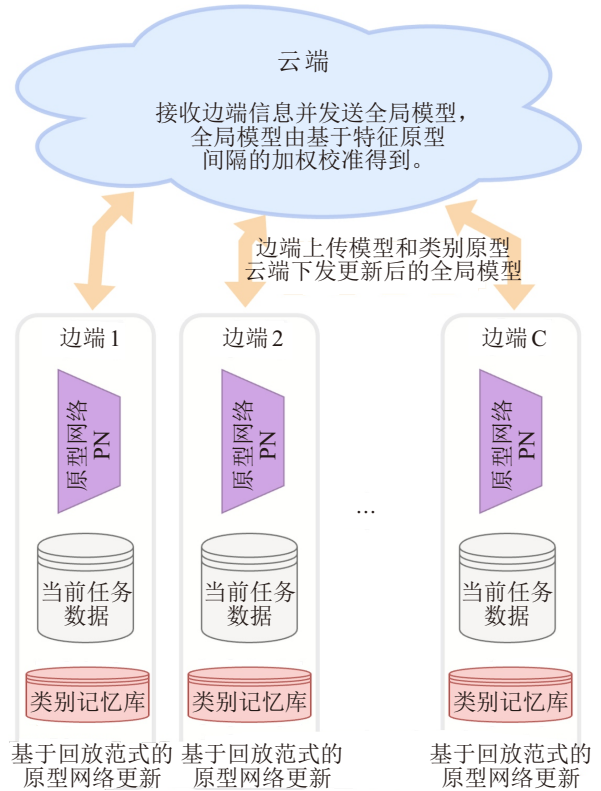 云端
接收边端信息并发送全局模型，
全局模型由基于特征原型
间隔的加权校准得到。
边端上传模型和类别原型
云端下发更新后的全局模型
边端1
原型网络
PN
当前任务
数据
类别记忆库
基于回放范式的
原型网络更新
边端2
原型网络
PN
当前任务
数据
类别记忆库
基于回放范式的
原型网络更新
...
边端C
原型网络
PN
当前任务
数据
类别记忆库
基于回放范式的
原型网络更新